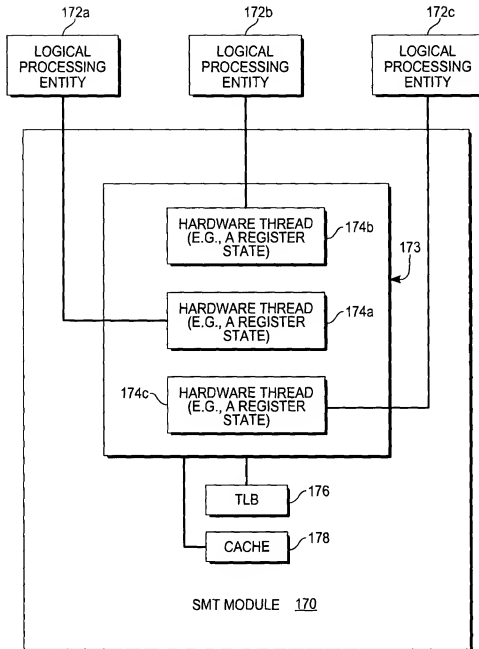 172a
172b
172c
LOGICAL
PROCESSING
ENTITY
LOGICAL
PROCESSING
ENTITY
LOGICAL
PROCESSING
ENTITY
HARDWARE THREAD
(E.G., A REGISTER
STATE)
174b
173
HARDWARE THREAD
(E.G., A REGISTER
STATE)
174a
174c
HARDWARE THREAD
(E.G., A REGISTER
STATE)
TLB
176
CACHE
178
SMT MODULE 170